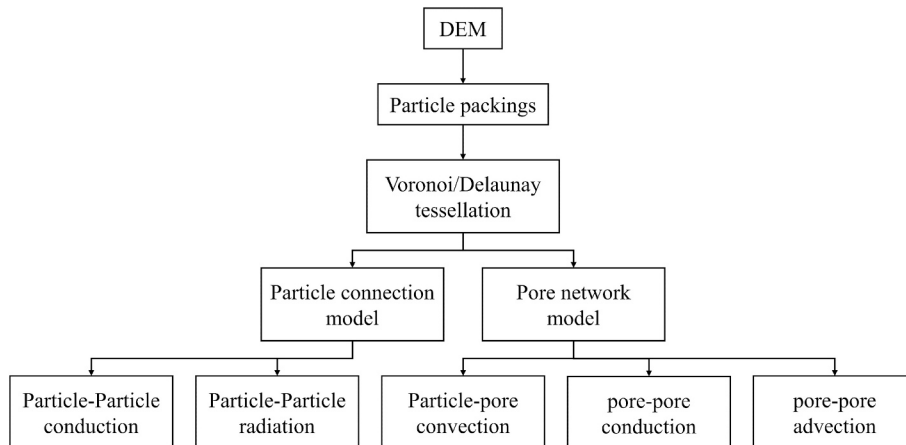 DEM
Particle packings
Voronoi/Delaunay
tessellation
Particle connection
model
Pore network
model
Particle-Particle
conduction
Particle-Particle
radiation
Particle-pore
convection
pore-pore
conduction
pore-pore
advection